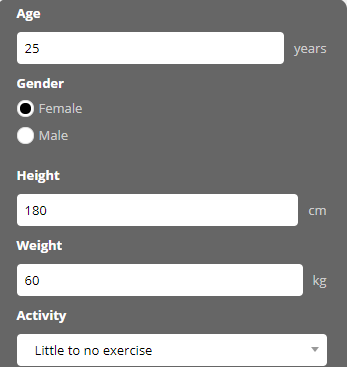 Age
25 years
Gender
Female
Male
Height
180 cm
Weight
60 kg
Activity
Little to no exercise